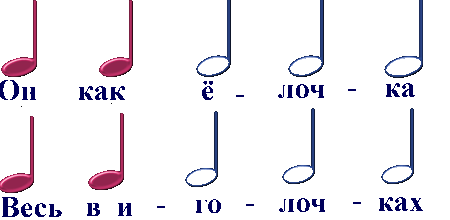 Он как ё - лоч - ка
Весь в и - го - лоч - ках